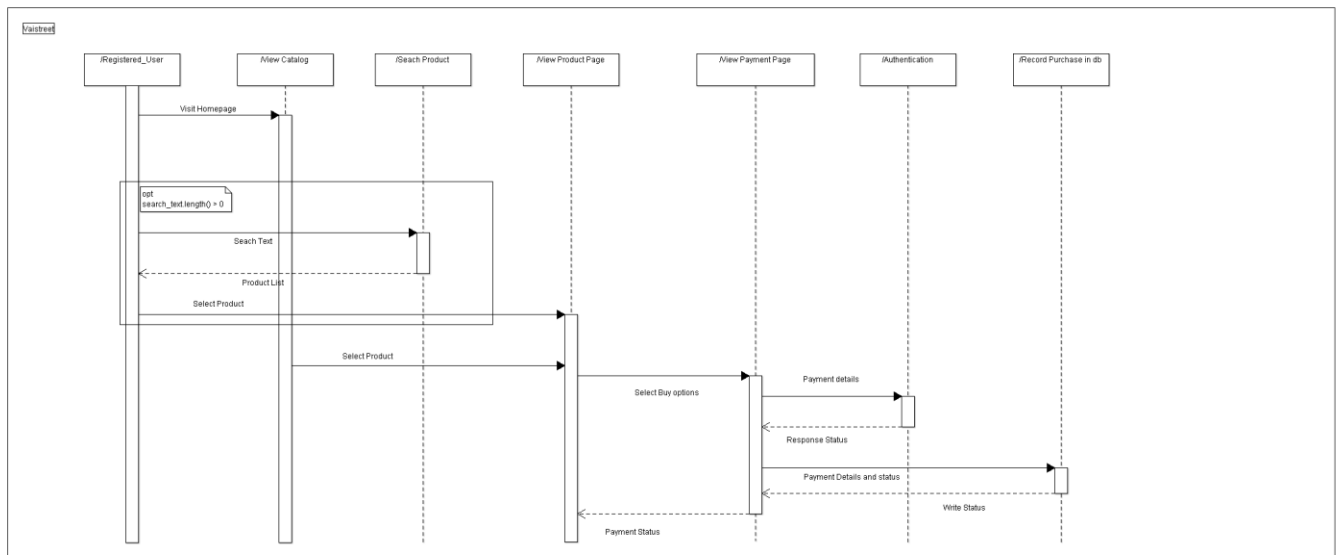 Vaistreet
/Registered_User
/View Catalog
/Seach Product
/View Product Page
/View Payment Page
/Authentication
/Record Purchase in db
Visit Homepage
opt
search_text.length() > 0
Seach Text
Product List
Select Product
Select Product
Select Buy options
Payment details
Response Status
Payment Details and status
Write Status
Payment Status